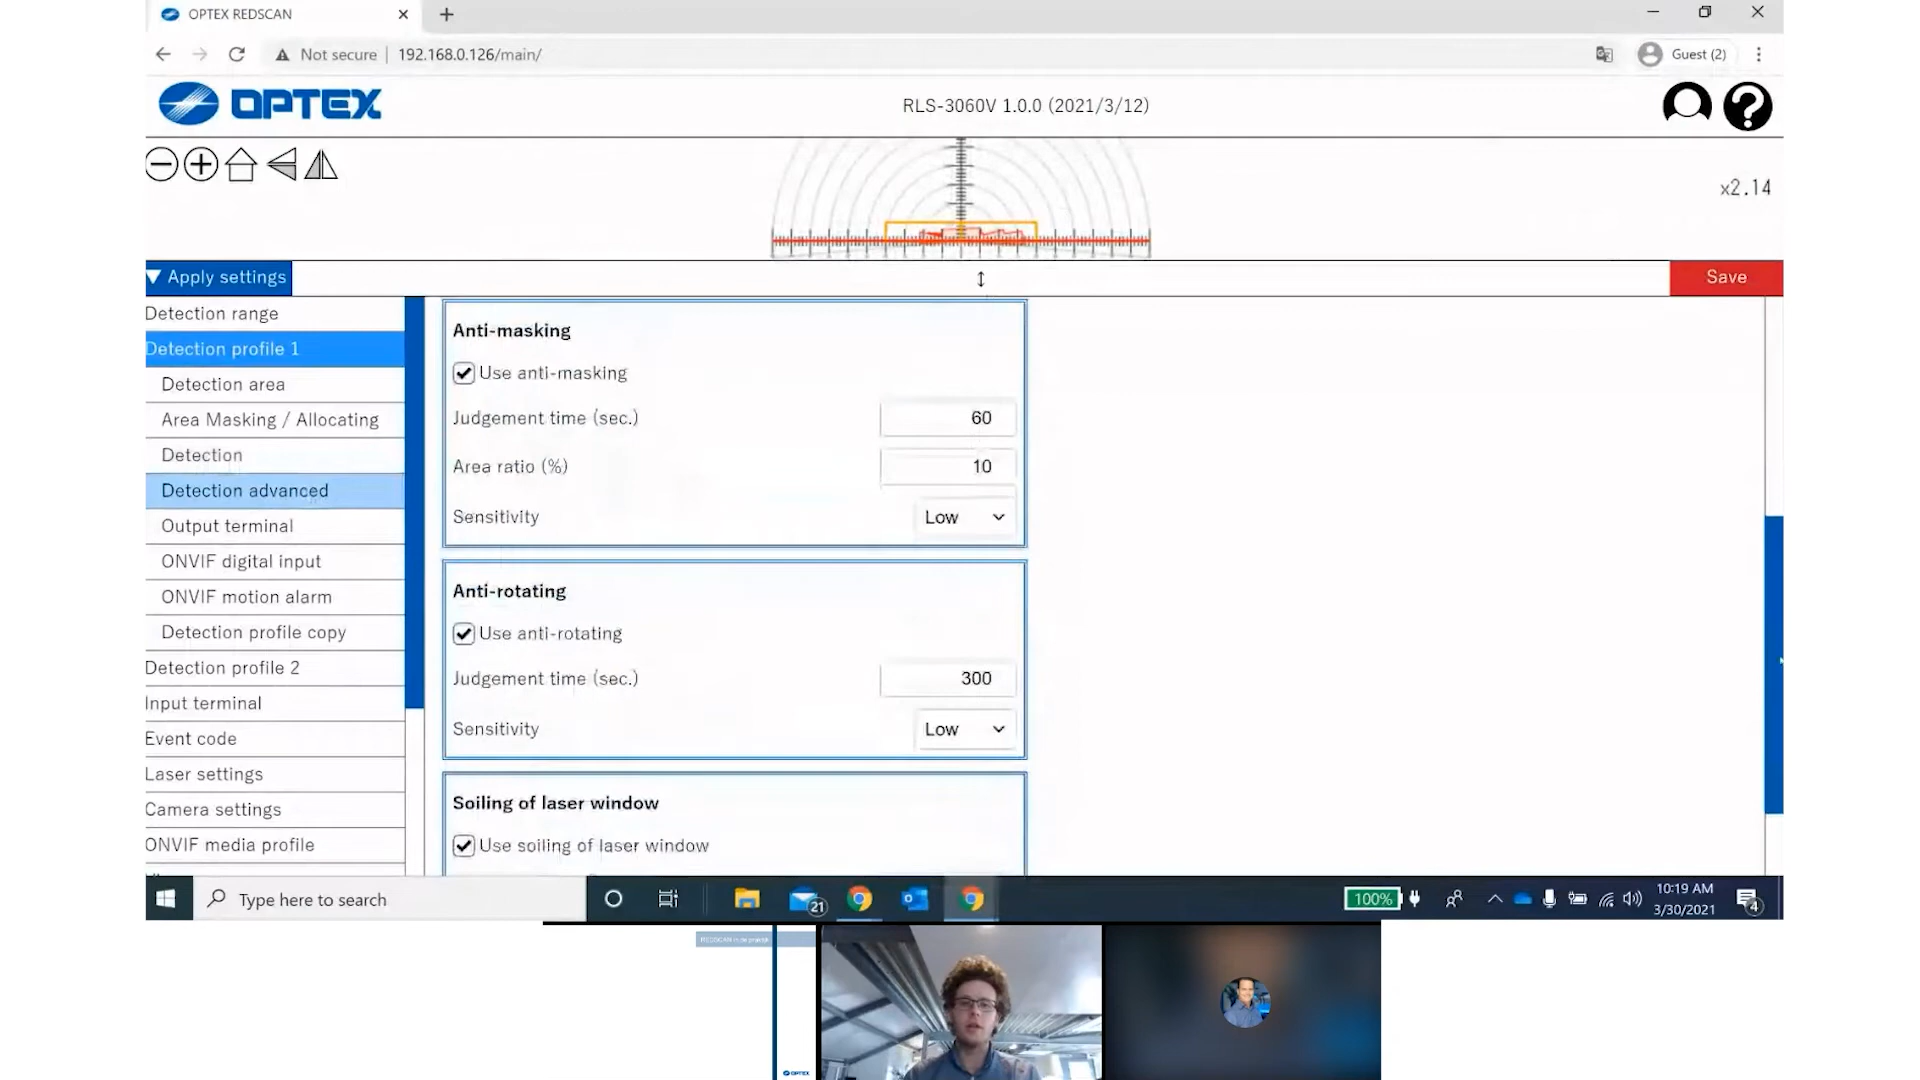 OPTEX REDSCAN
Not secure | 192.168.0.126/main/
Guest (2)
OPTEX
RLS-3060V 1.0.0 (2021/3/12)
x2.14
Apply settings
Save
Detection range
Detection profile 1
Detection area
Area Masking / Allocating
Detection
Detection advanced
Output terminal
ONVIF digital input
ONVIF motion alarm
Detection profile copy
Detection profile 2
Input terminal
Event code
Laser settings
Camera settings
ONVIF media profile
Anti-masking
Use anti-masking
Judgement time (sec.) 60
Area ratio (%) 10
Sensitivity Low
Anti-rotating
Use anti-rotating
Judgement time (sec.) 300
Sensitivity Low
Soiling of laser window
Use soiling of laser window
Type here to search
21
100%
10:19 AM
3/30/2021
4
OPTEX